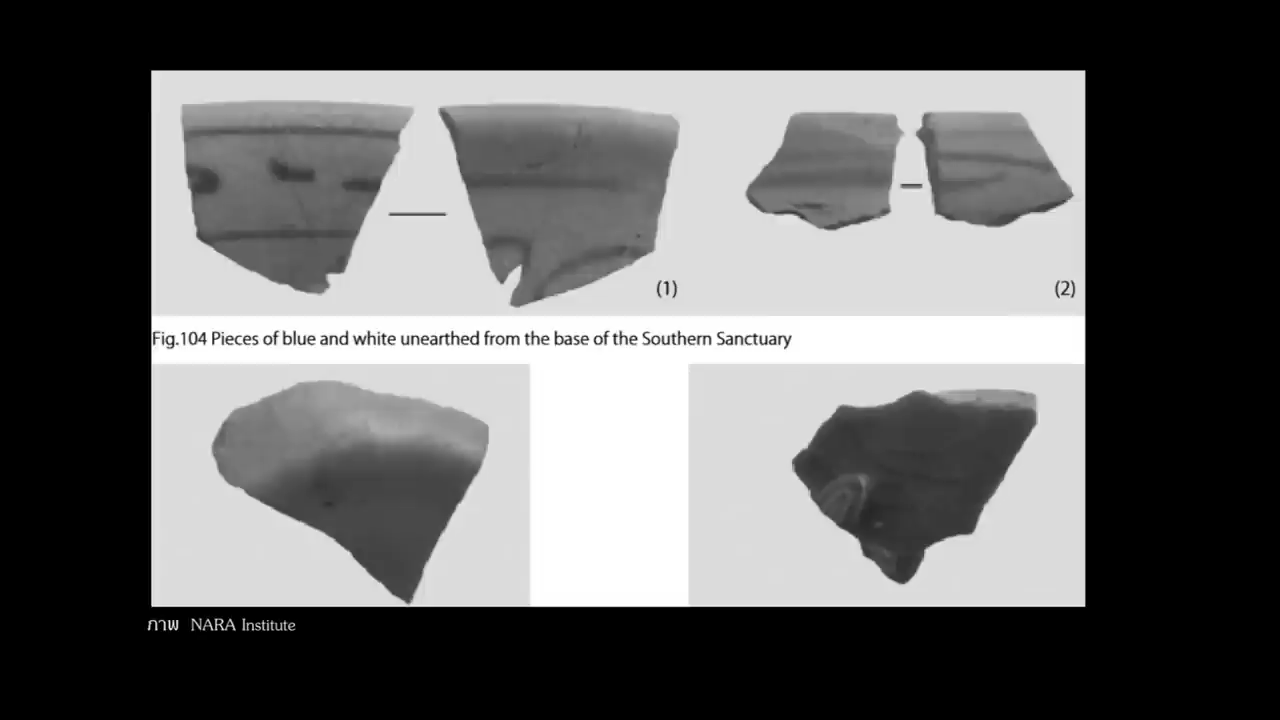 (1)
(2)
Fig.104 Pieces of blue and white unearthed from the base of the Southern Sanctuary
ภาพ NARA Institute